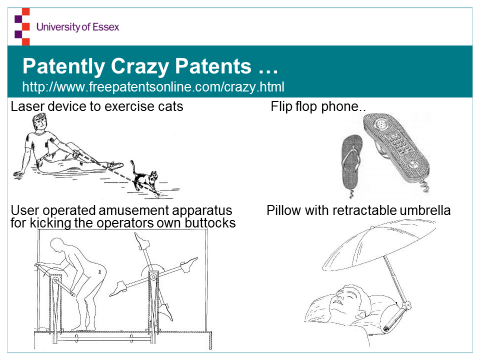 University of Essex
Patently Crazy Patents …
http://www.freepatentsonline.com/crazy.html
Laser device to exercise cats
Flip flop phone..
User operated amusement apparatus
for kicking the operators own buttocks
Pillow with retractable umbrella